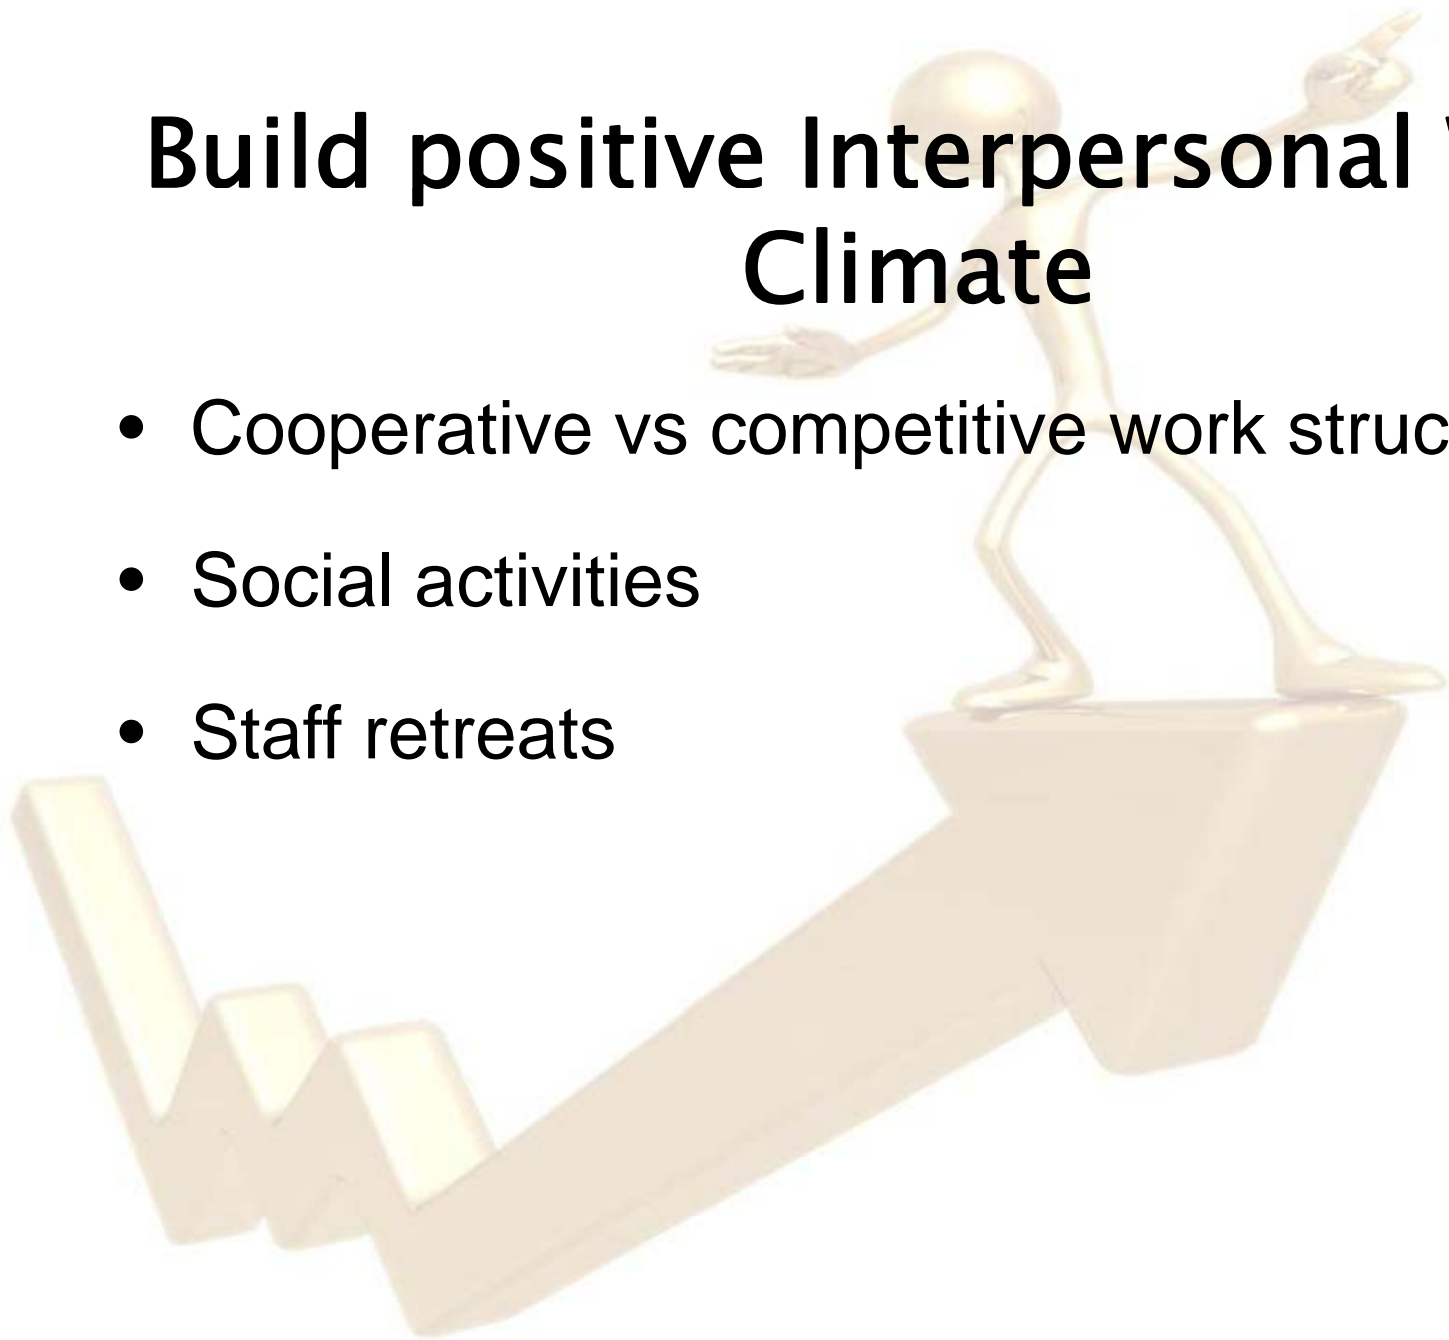 Build positive Interpersonal
Climate
• Cooperative vs competitive work struc
• Social activities
• Staff retreats